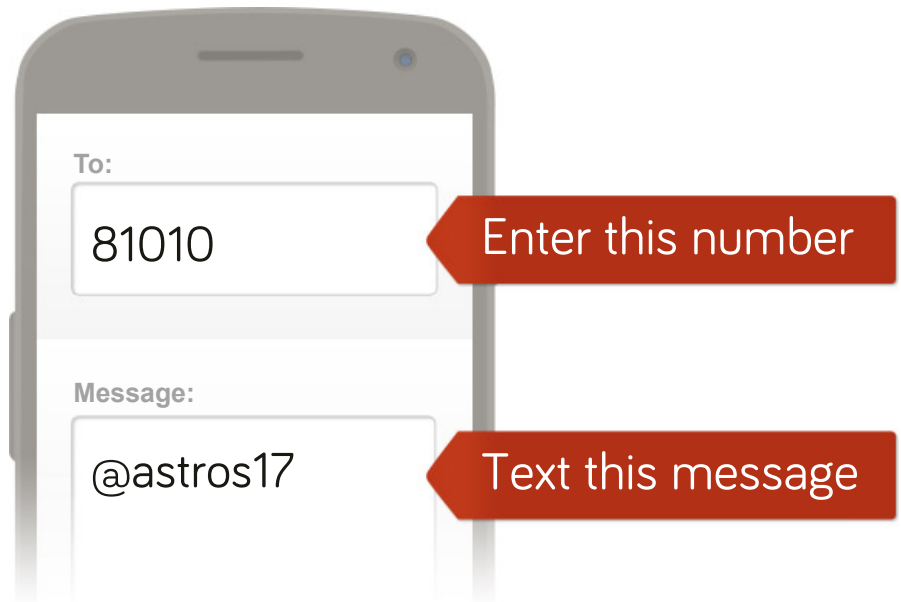 To:
81010
Enter this number
Message:
@astros17
Text this message